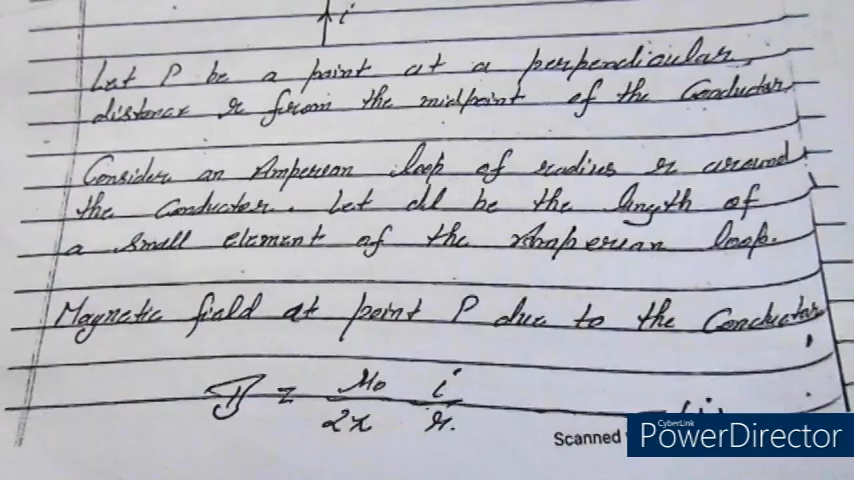 i
Let P be a point at a perpendicular
distance r from the midpoint of the Conductor.
Consider an Amperean loop of radius r around
the Conductor. Let dl be the length of
a small element of the Amperean loop.
Magnetic field at point P due to the Conductor,
B = μ0/2π i/r.
Scanned
CyberLink
PowerDirector